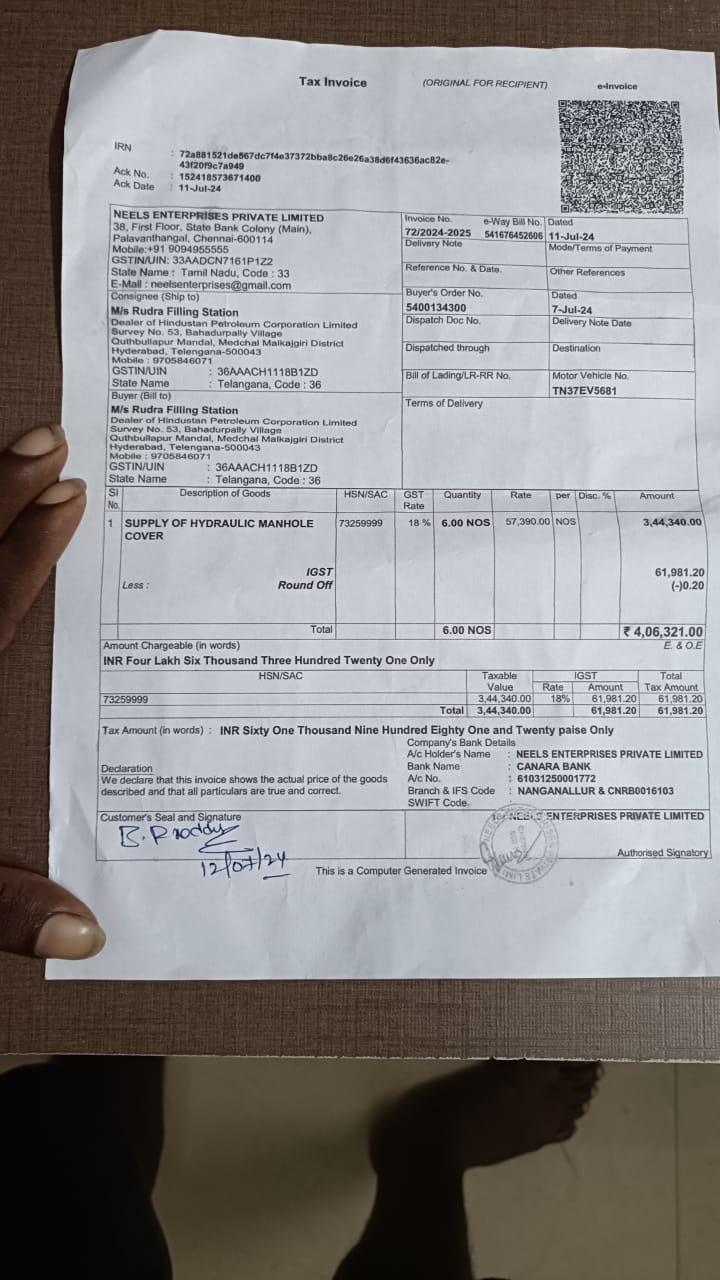 Tax Invoice (ORIGINAL FOR RECIPIENT) e-Invoice
IRN : 72a881521de567dc7f4e37372bba8c26e26a38d6f43636ac82e-
43f20f9c7a949
Ack No. : 152418573671400
Ack Date : 11-Jul-24
NEELS ENTERPRISES PRIVATE LIMITED
38, First Floor, State Bank Colony (Main),
Palavanthangal, Chennai-600114
Mobile:+91 9094955555
GSTIN/UIN: 33AADCN7161P1Z2
State Name : Tamil Nadu, Code : 33
E-Mail : neelsenterprises@gmail.com
Invoice No. e-Way Bill No. Dated
72/2024-2025 541676452606 11-Jul-24
Delivery Note Mode/Terms of Payment
Reference No. & Date. Other References
Buyer's Order No. Dated
5400134300 7-Jul-24
Dispatch Doc No. Delivery Note Date
Dispatched through Destination
Bill of Lading/LR-RR No. Motor Vehicle No.
TN37EV5681
Terms of Delivery
Consignee (Ship to)
M/s Rudra Filling Station
Dealer of Hindustan Petroleum Corporation Limited
Survey No. 53, Bahadurpally Village
Quthbullapur Mandal, Medchal Malkajgiri District
Hyderabad, Telengana-500043
Mobile : 9705846071
GSTIN/UIN : 36AAACH1118B1ZD
State Name : Telangana, Code : 36
Buyer (Bill to)
M/s Rudra Filling Station
Dealer of Hindustan Petroleum Corporation Limited
Survey No. 53, Bahadurpally Village
Quthbullapur Mandal, Medchal Malkajgiri District
Hyderabad, Telengana-500043
Mobile : 9705846071
GSTIN/UIN : 36AAACH1118B1ZD
State Name : Telangana, Code : 36
Sl No. Description of Goods HSN/SAC GST Rate Quantity Rate per Disc. % Amount
1 SUPPLY OF HYDRAULIC MANHOLE 73259999 18 % 6.00 NOS 57,390.00 NOS 3,44,340.00
COVER
IGST 61,981.20
Less : Round Off (-)0.20
Total 6.00 NOS ₹ 4,06,321.00
Amount Chargeable (in words) E. & O.E
INR Four Lakh Six Thousand Three Hundred Twenty One Only
HSN/SAC Taxable Value IGST Rate Amount Total Tax Amount
73259999 3,44,340.00 18% 61,981.20 61,981.20
Total 3,44,340.00 61,981.20 61,981.20
Tax Amount (in words) : INR Sixty One Thousand Nine Hundred Eighty One and Twenty paise Only
Company's Bank Details
A/c Holder's Name : NEELS ENTERPRISES PRIVATE LIMITED
Bank Name : CANARA BANK
A/c No. : 61031250001772
Branch & IFS Code : NANGANALLUR & CNRB0016103
SWIFT Code
Declaration
We declare that this invoice shows the actual price of the goods
described and that all particulars are true and correct.
Customer's Seal and Signature
12/07/24
for NEELS ENTERPRISES PRIVATE LIMITED
Authorised Signatory
This is a Computer Generated Invoice